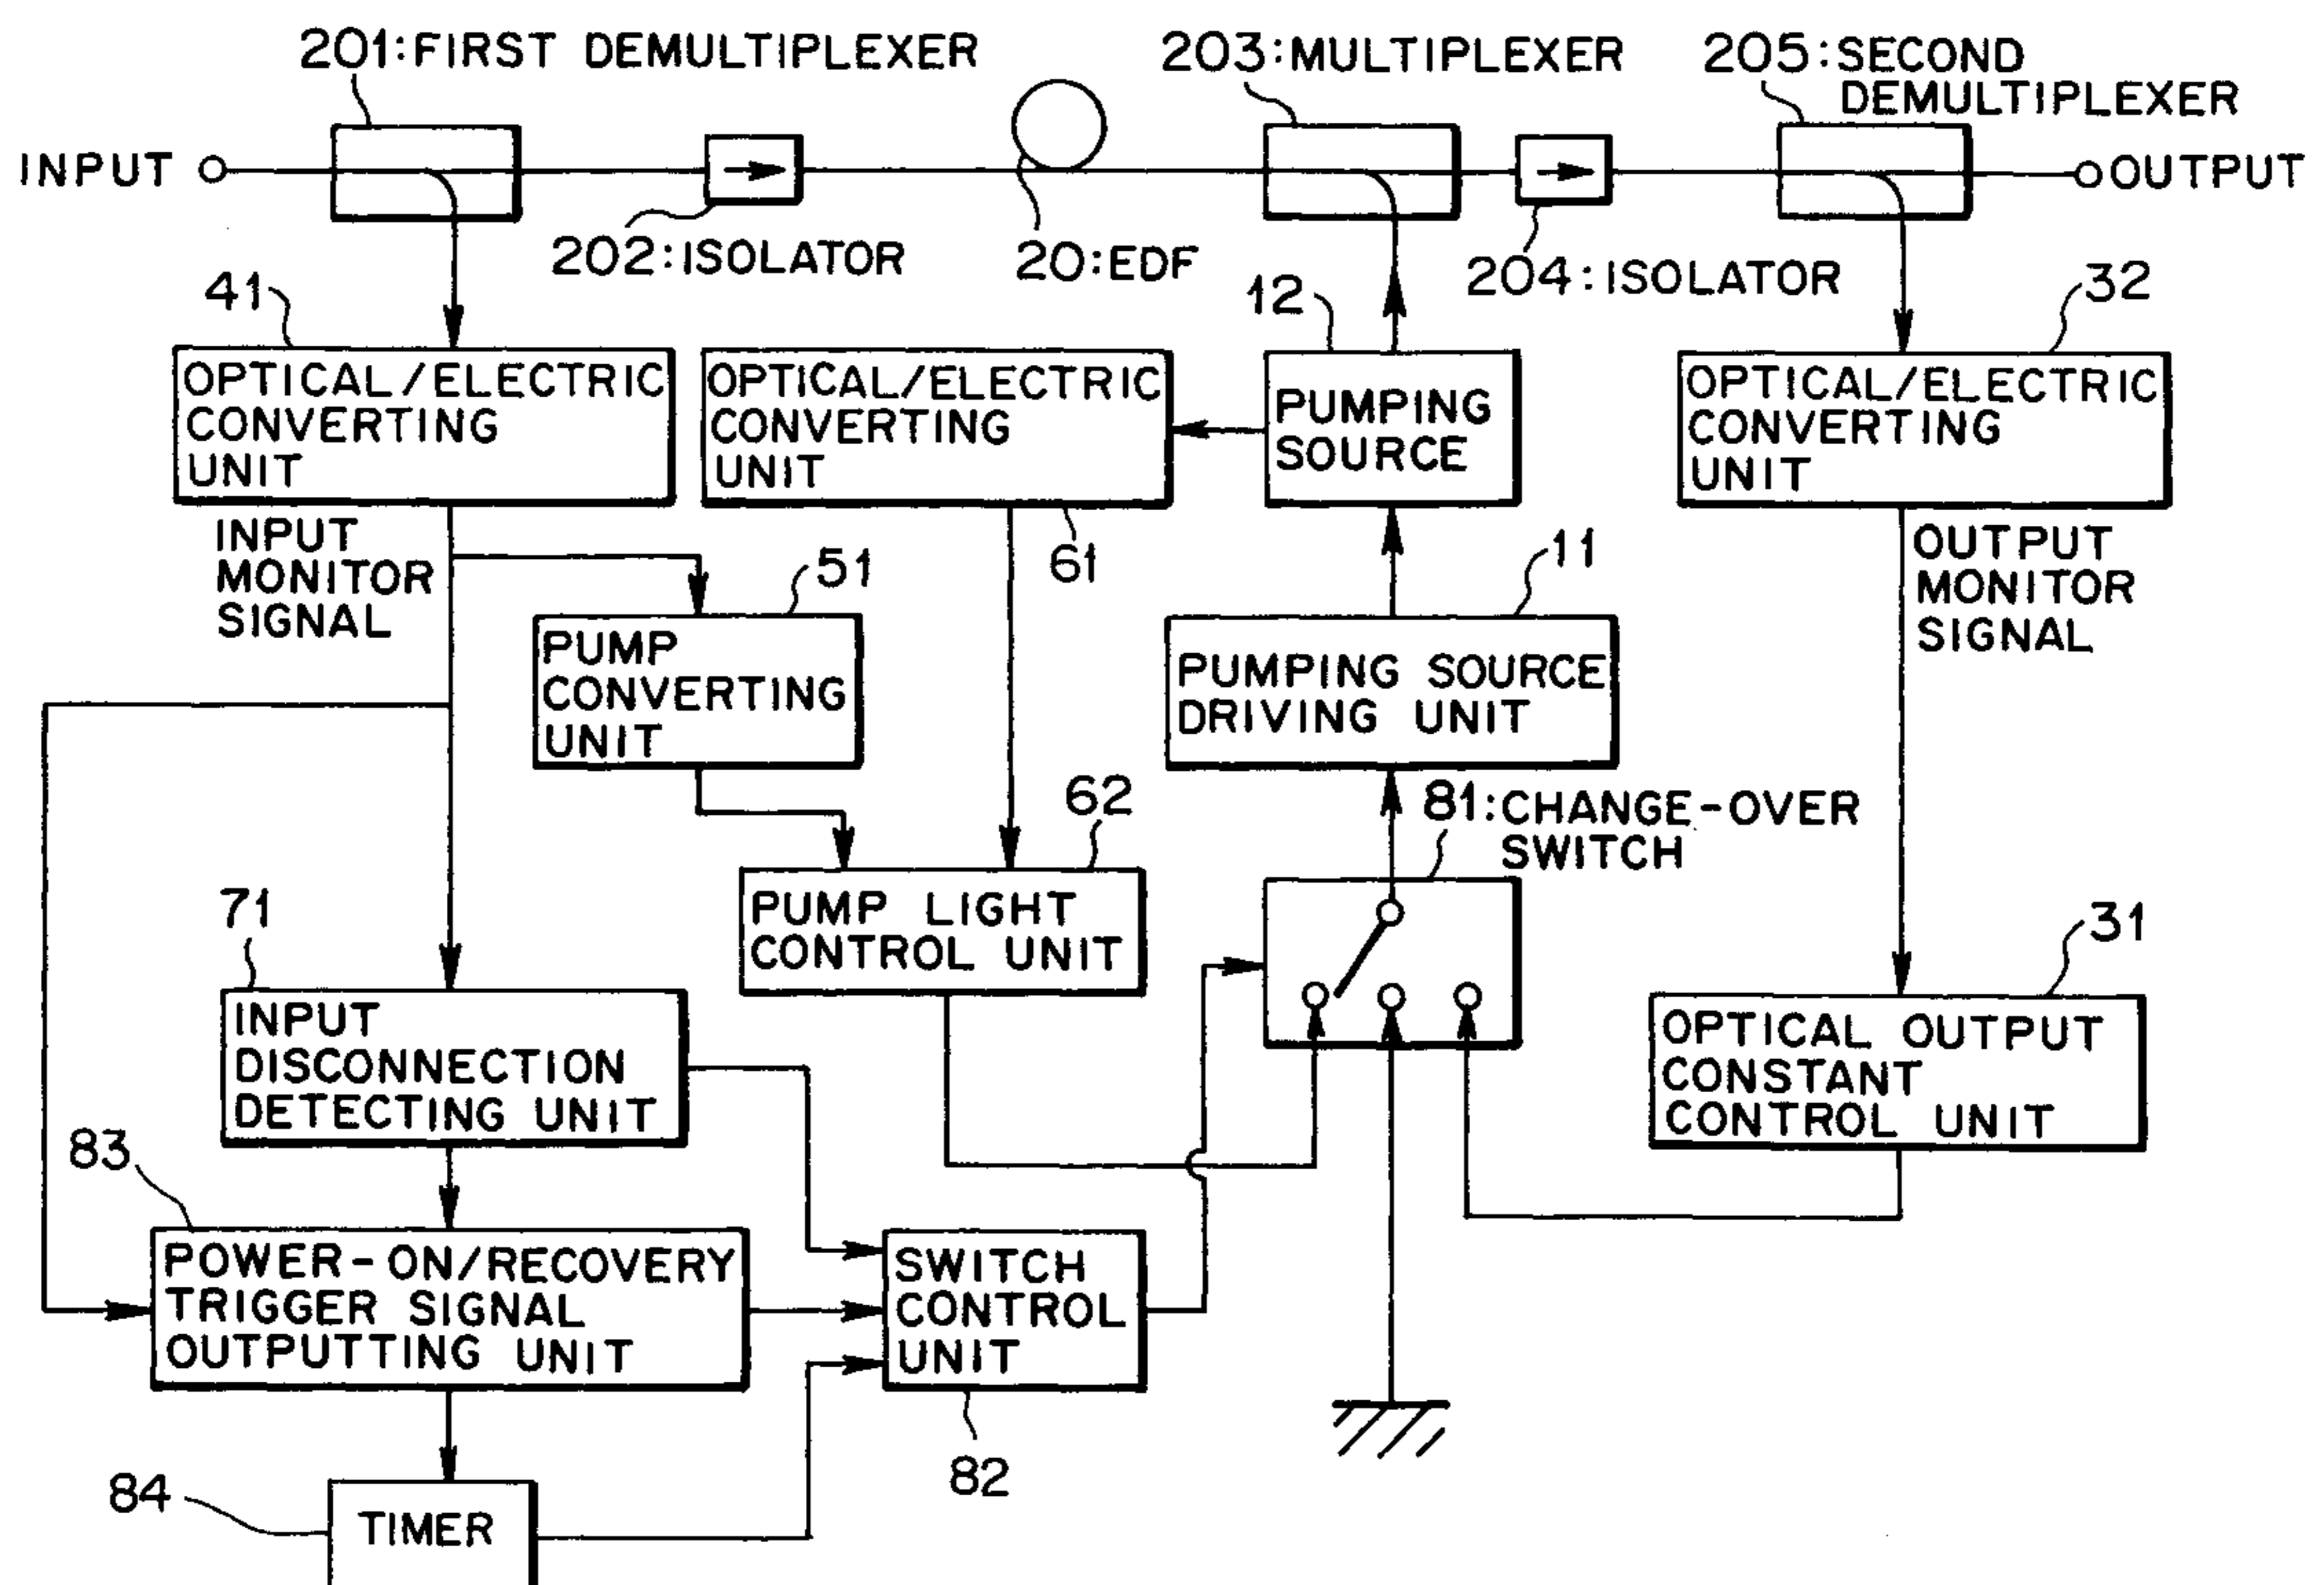 201:FIRST DEMULTIPLEXER
203:MULTIPLEXER
205:SECOND
DEMULTIPLEXER
INPUT
OUTPUT
202:ISOLATOR
20:EDF
204:ISOLATOR
41
12
32
OPTICAL/ELECTRIC
CONVERTING
UNIT
OPTICAL/ELECTRIC
CONVERTING
UNIT
PUMPING
SOURCE
OPTICAL/ELECTRIC
CONVERTING
UNIT
INPUT
MONITOR
SIGNAL
51
61
11
OUTPUT
MONITOR
SIGNAL
PUMP
CONVERTING
UNIT
PUMPING SOURCE
DRIVING UNIT
62
81:CHANGE-OVER
SWITCH
71
PUMP LIGHT
CONTROL UNIT
31
INPUT
DISCONNECTION
DETECTING UNIT
OPTICAL OUTPUT
CONSTANT
CONTROL UNIT
83
POWER-ON/RECOVERY
TRIGGER SIGNAL
OUTPUTTING UNIT
SWITCH
CONTROL
UNIT
82
84
TIMER